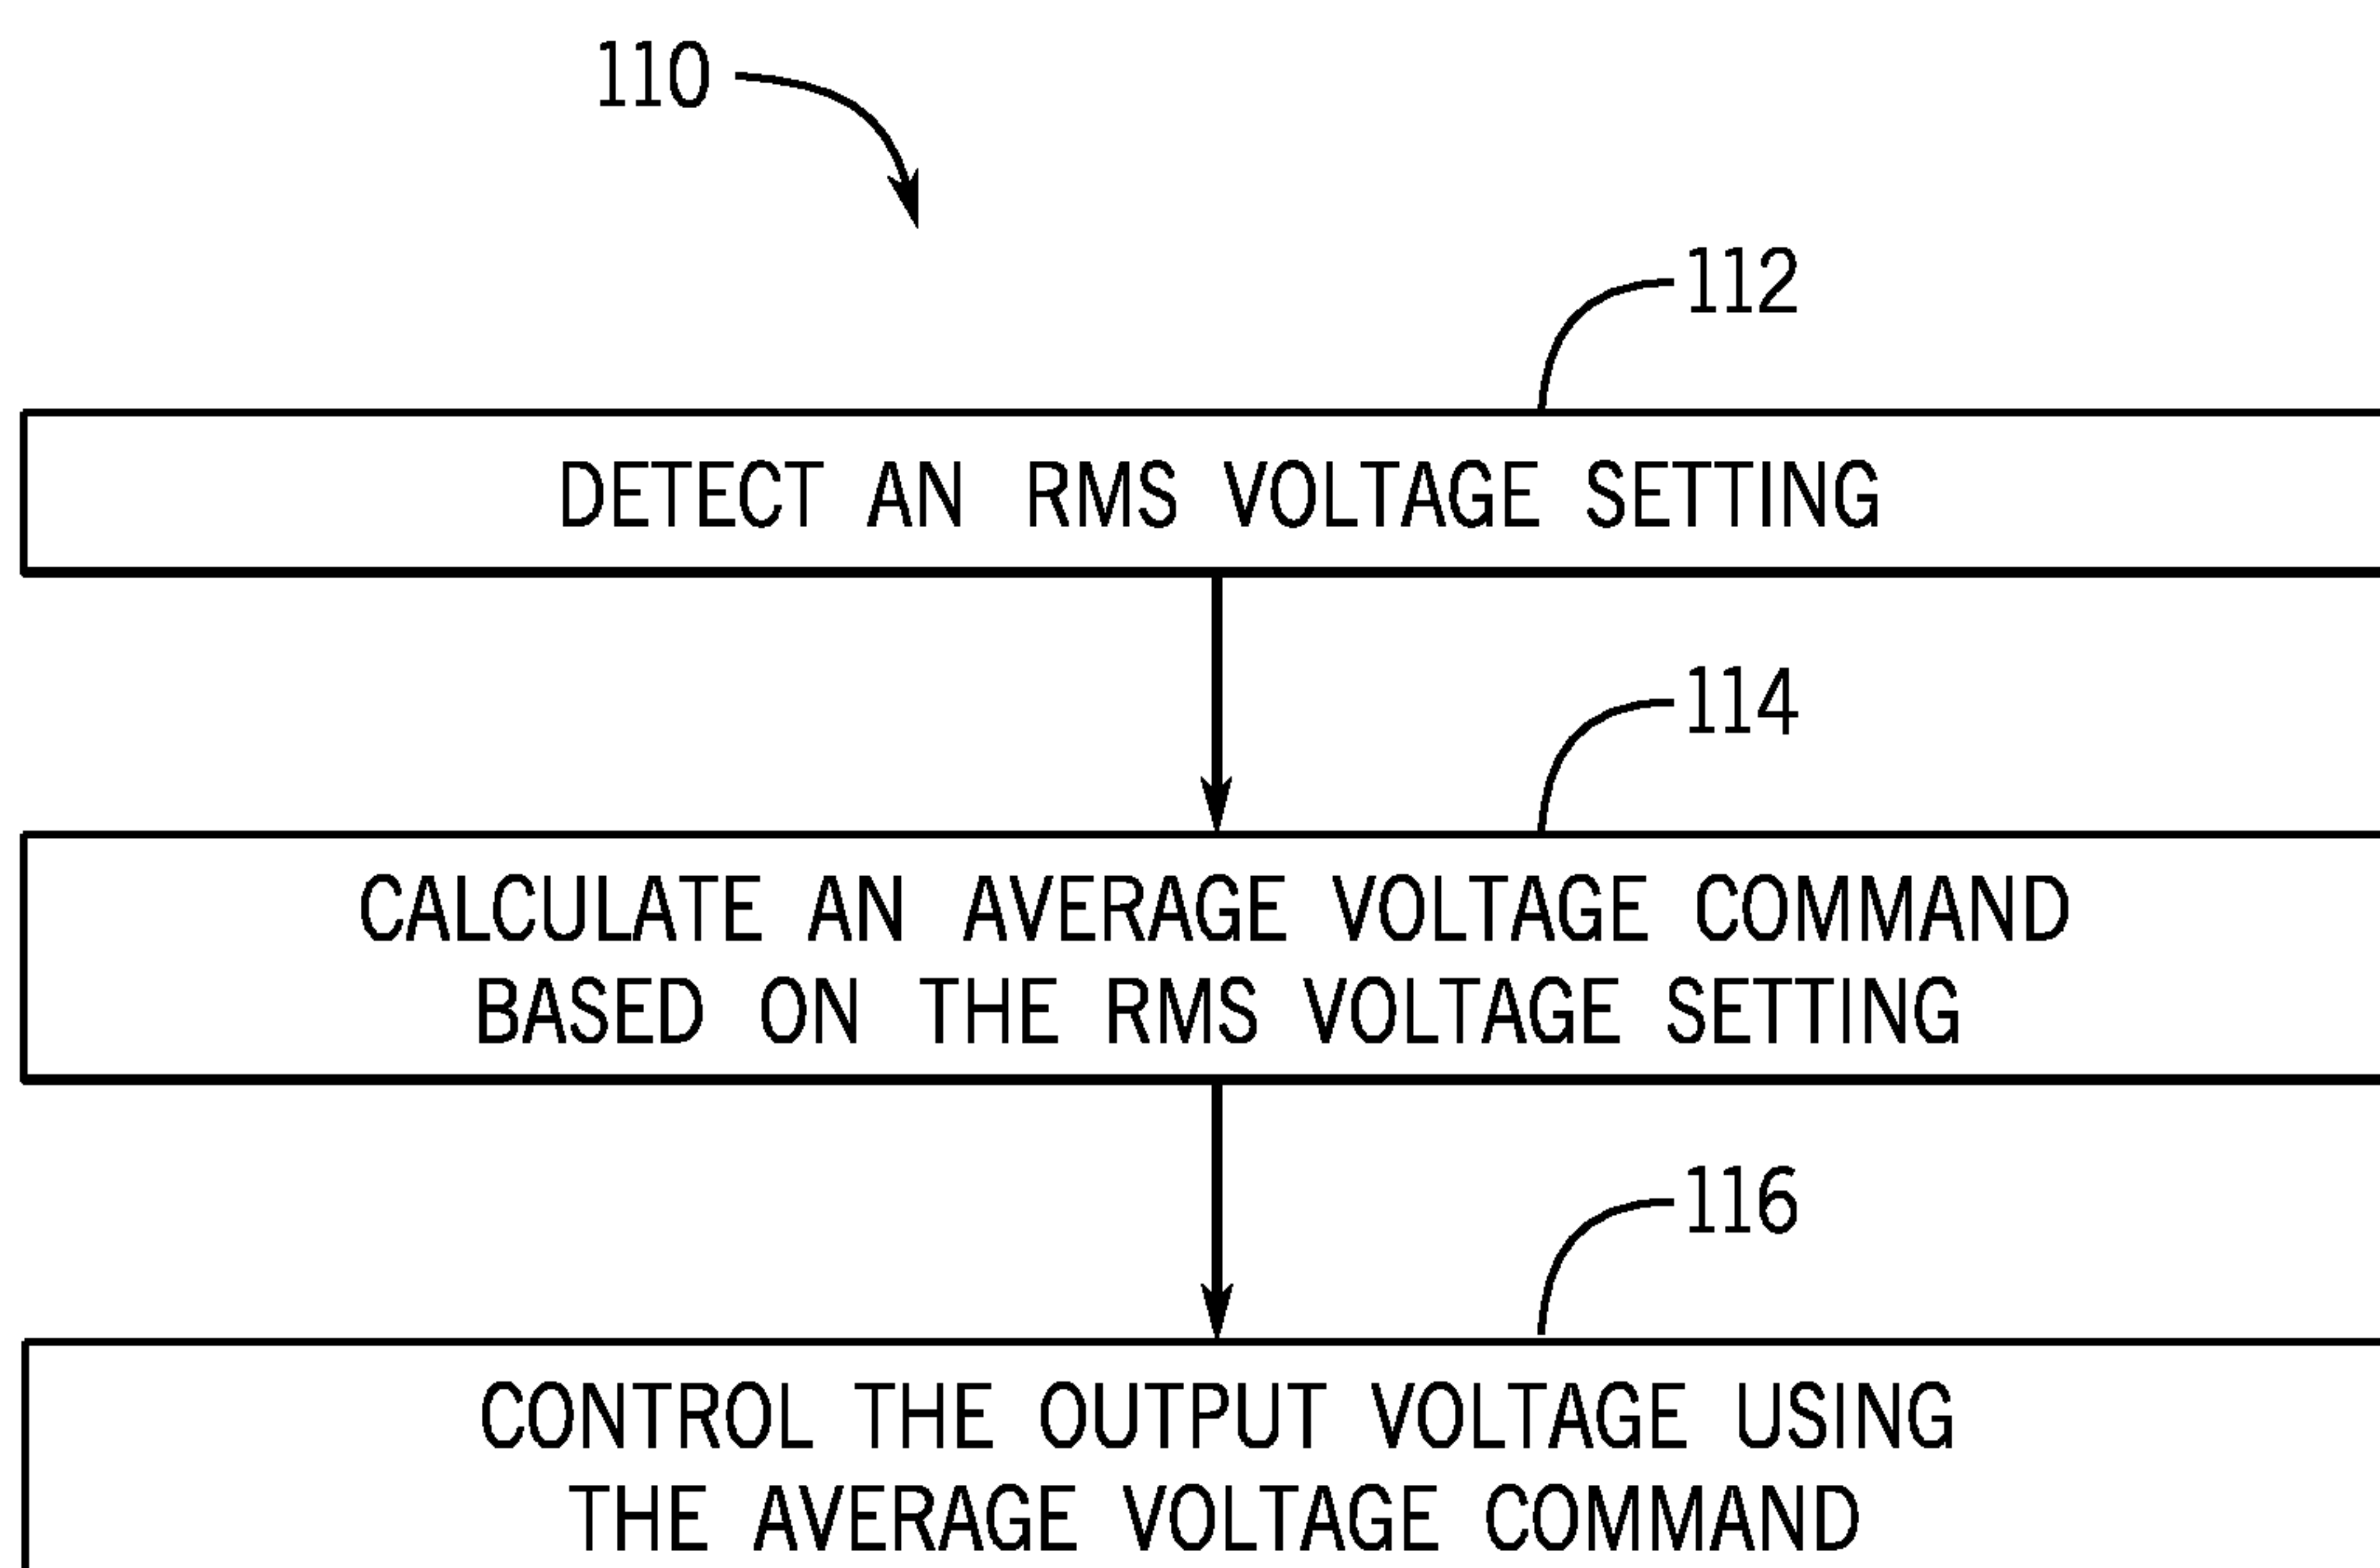 110
112
DETECT AN RMS VOLTAGE SETTING
114
CALCULATE AN AVERAGE VOLTAGE COMMAND
BASED ON THE RMS VOLTAGE SETTING
116
CONTROL THE OUTPUT VOLTAGE USING
THE AVERAGE VOLTAGE COMMAND